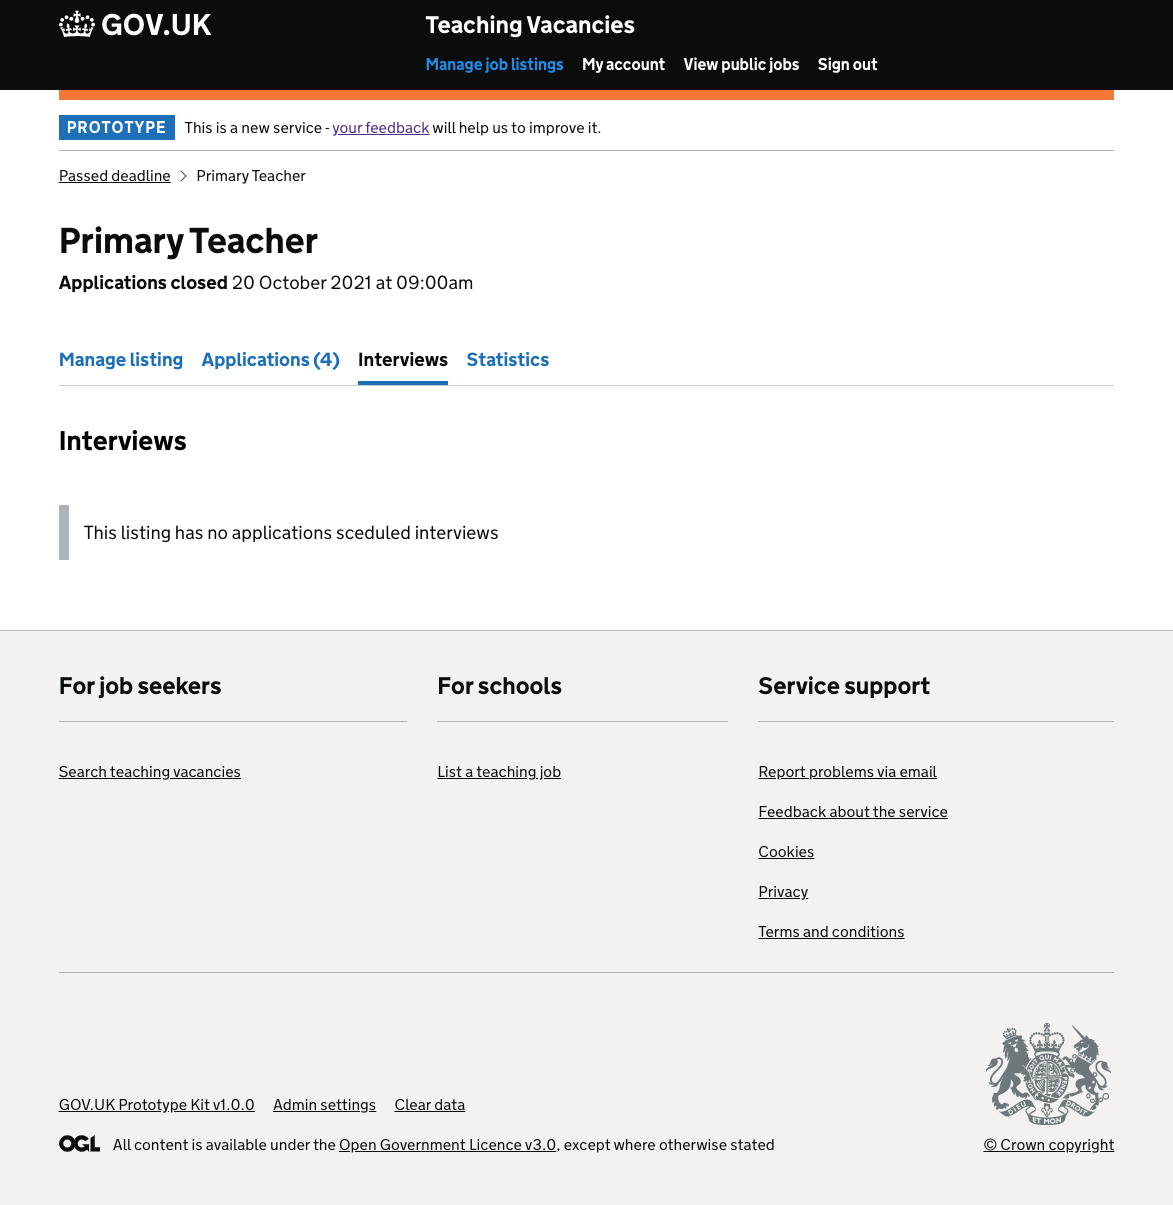 GOV.UK
Teaching Vacancies
Manage job listings My account View public jobs Sign out
PROTOTYPE This is a new service - your feedback will help us to improve it.
Passed deadline > Primary Teacher
Primary Teacher
Applications closed 20 October 2021 at 09:00am
Manage listing Applications (4) Interviews Statistics
Interviews
This listing has no applications sceduled interviews
For job seekers
Search teaching vacancies
For schools
List a teaching job
Service support
Report problems via email
Feedback about the service
Cookies
Privacy
Terms and conditions
GOV.UK Prototype Kit v1.0.0 Admin settings Clear data
OGL All content is available under the Open Government Licence v3.0, except where otherwise stated
DIEU ET MON DROIT
© Crown copyright